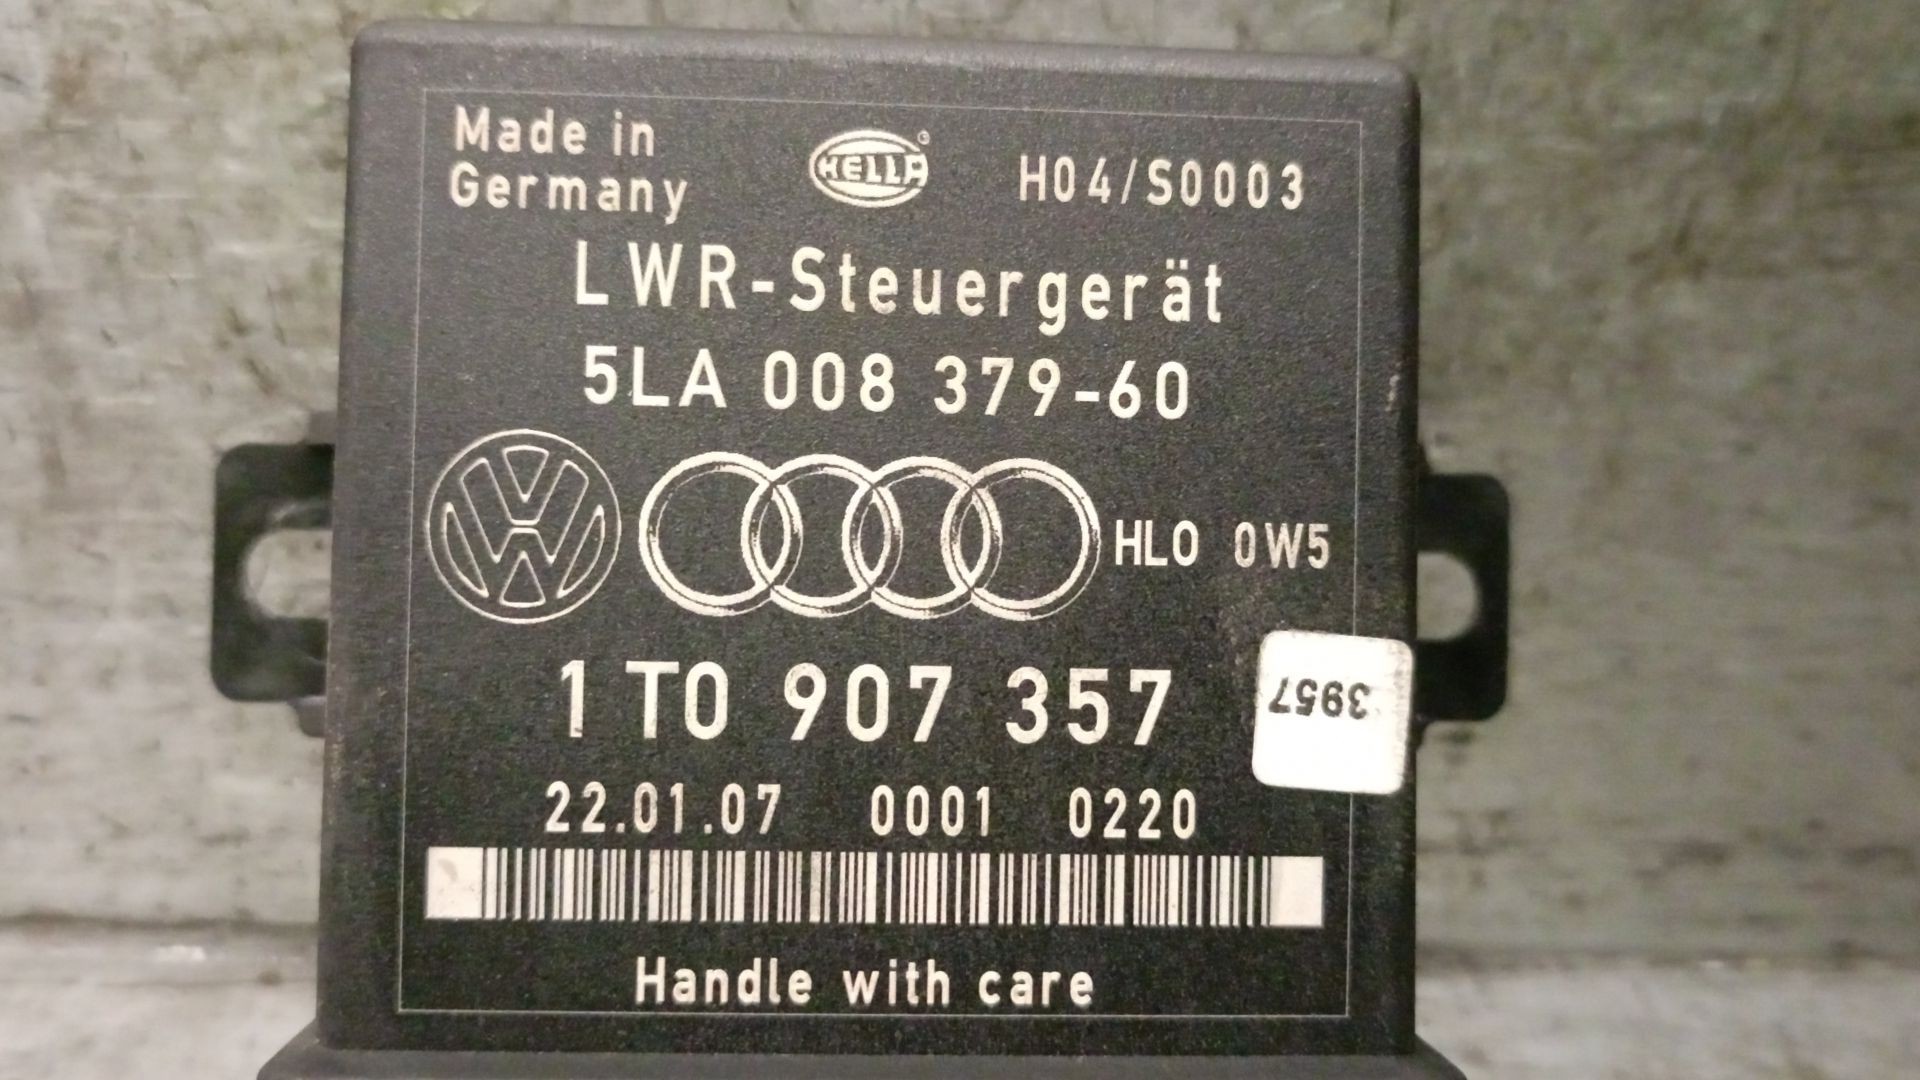 Made in
Germany
HELLA
H04/S0003
LWR-Steuergerät
5LA 008 379-60
HLO 0W5
1T0 907 357
3957
22.01.07 0001 0220
Handle with care